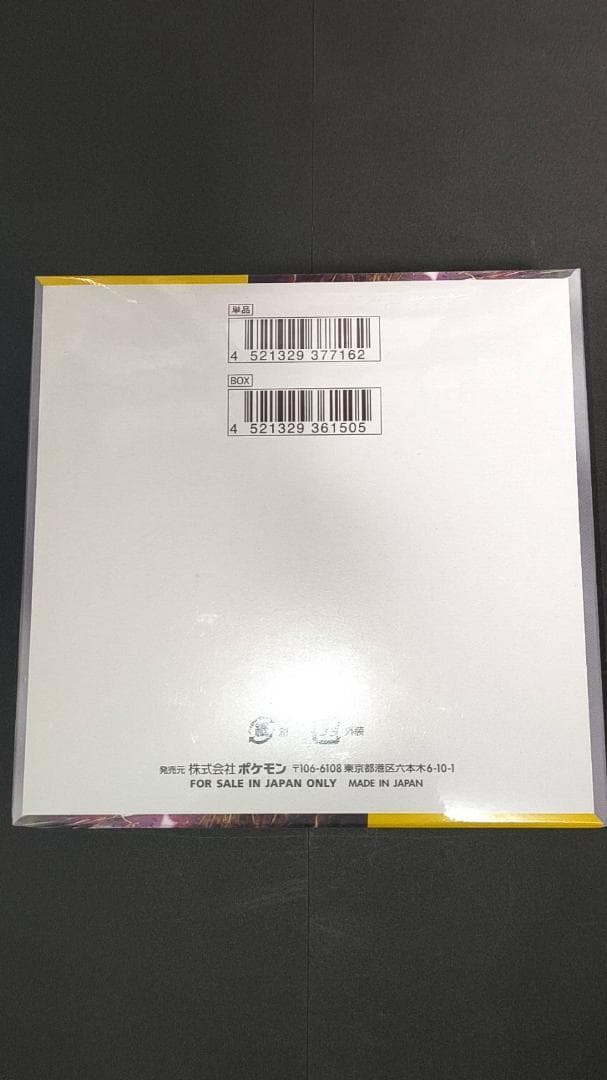 単品
4 521329 377162
BOX
4 521329 361505
外装
発売元 株式会社 ポケモン 〒106-6108 東京都港区六本木6-10-1
FOR SALE IN JAPAN ONLY MADE IN JAPAN